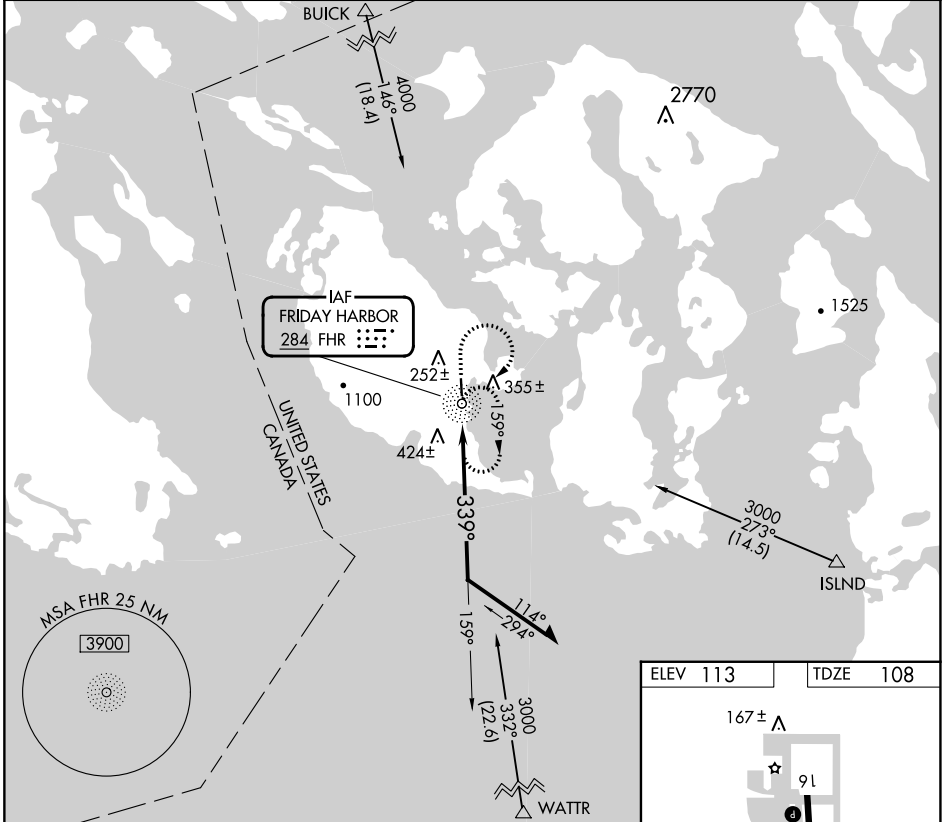 BUICK
4000
146°
(18.4)
2770
IAF
FRIDAY HARBOR
284 FHR
1525
252±
355±
1100
159°
424±
UNITED STATES
CANADA
339°
3000
273°
(14.5)
ISLND
MSA FHR 25 NM
3900
114°
294°
159°
3000
332°
(22.6)
WATTR
ELEV 113
TDZE 108
167±
16
P